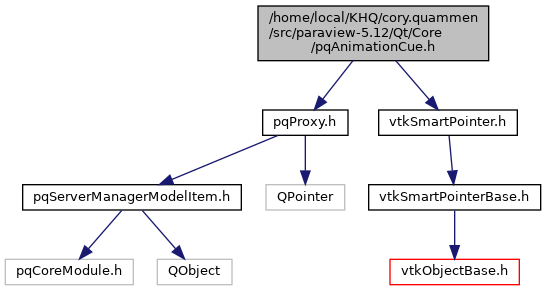 /home/local/KHQ/cory.quammen
/src/paraview-5.12/Qt/Core
/pqAnimationCue.h
pqProxy.h
vtkSmartPointer.h
pqServerManagerModelItem.h
QPointer
vtkSmartPointerBase.h
pqCoreModule.h
QObject
vtkObjectBase.h